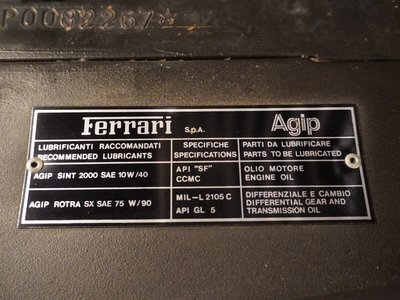 P0082267☆
Ferrari S.p.A. Agip
LUBRIFICANTI RACCOMANDATI SPECIFICHE PARTI DA LUBRIFICARE
RECOMMENDED LUBRICANTS SPECIFICATIONS PARTS TO BE LUBRICATED
AGIP SINT 2000 SAE 10W/40 API "SF" OLIO MOTORE
CCMC ENGINE OIL
AGIP ROTRA SX SAE 75 W/90 MIL-L2105C DIFFERENZIALE E CAMBIO
API GL 5 DIFFERENTIAL GEAR AND
TRANSMISSION OIL